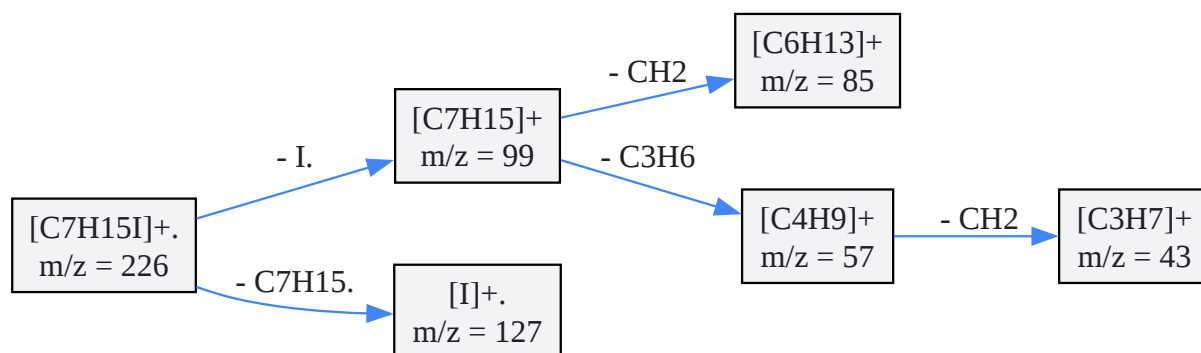 [C7H15I]+.
m/z = 226
- I.
- C7H15.
[C7H15]+
m/z = 99
[I]+.
m/z = 127
- CH2
- C3H6
[C6H13]+
m/z = 85
[C4H9]+
m/z = 57
- CH2
[C3H7]+
m/z = 43